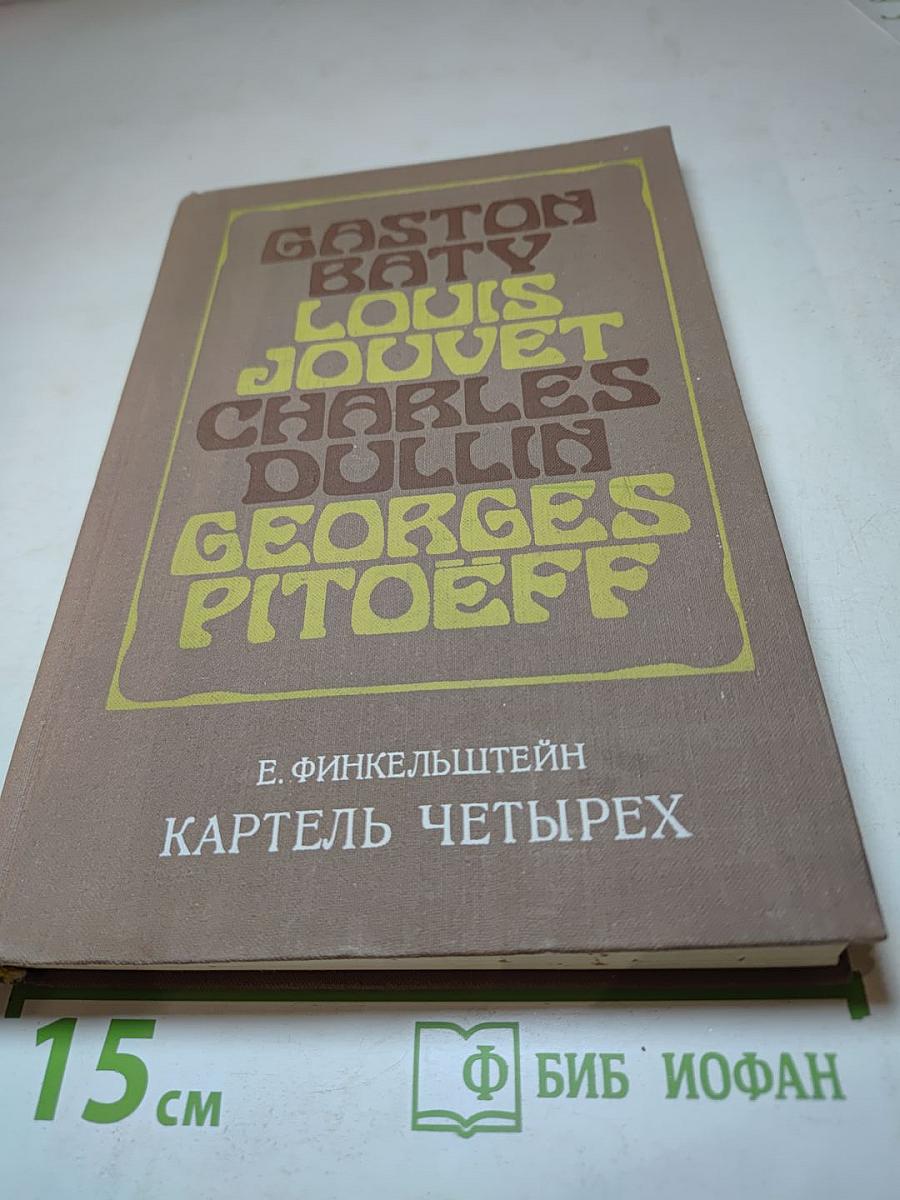 GASTON
BATY
LOUIS
JOUVET
CHARLES
DULLIN
GEORGES
PITOËFF
Е. ФИНКЕЛЬШТЕЙН
КАРТЕЛЬ ЧЕТЫРЕХ
15 см
Ф БИБ ИОФАН